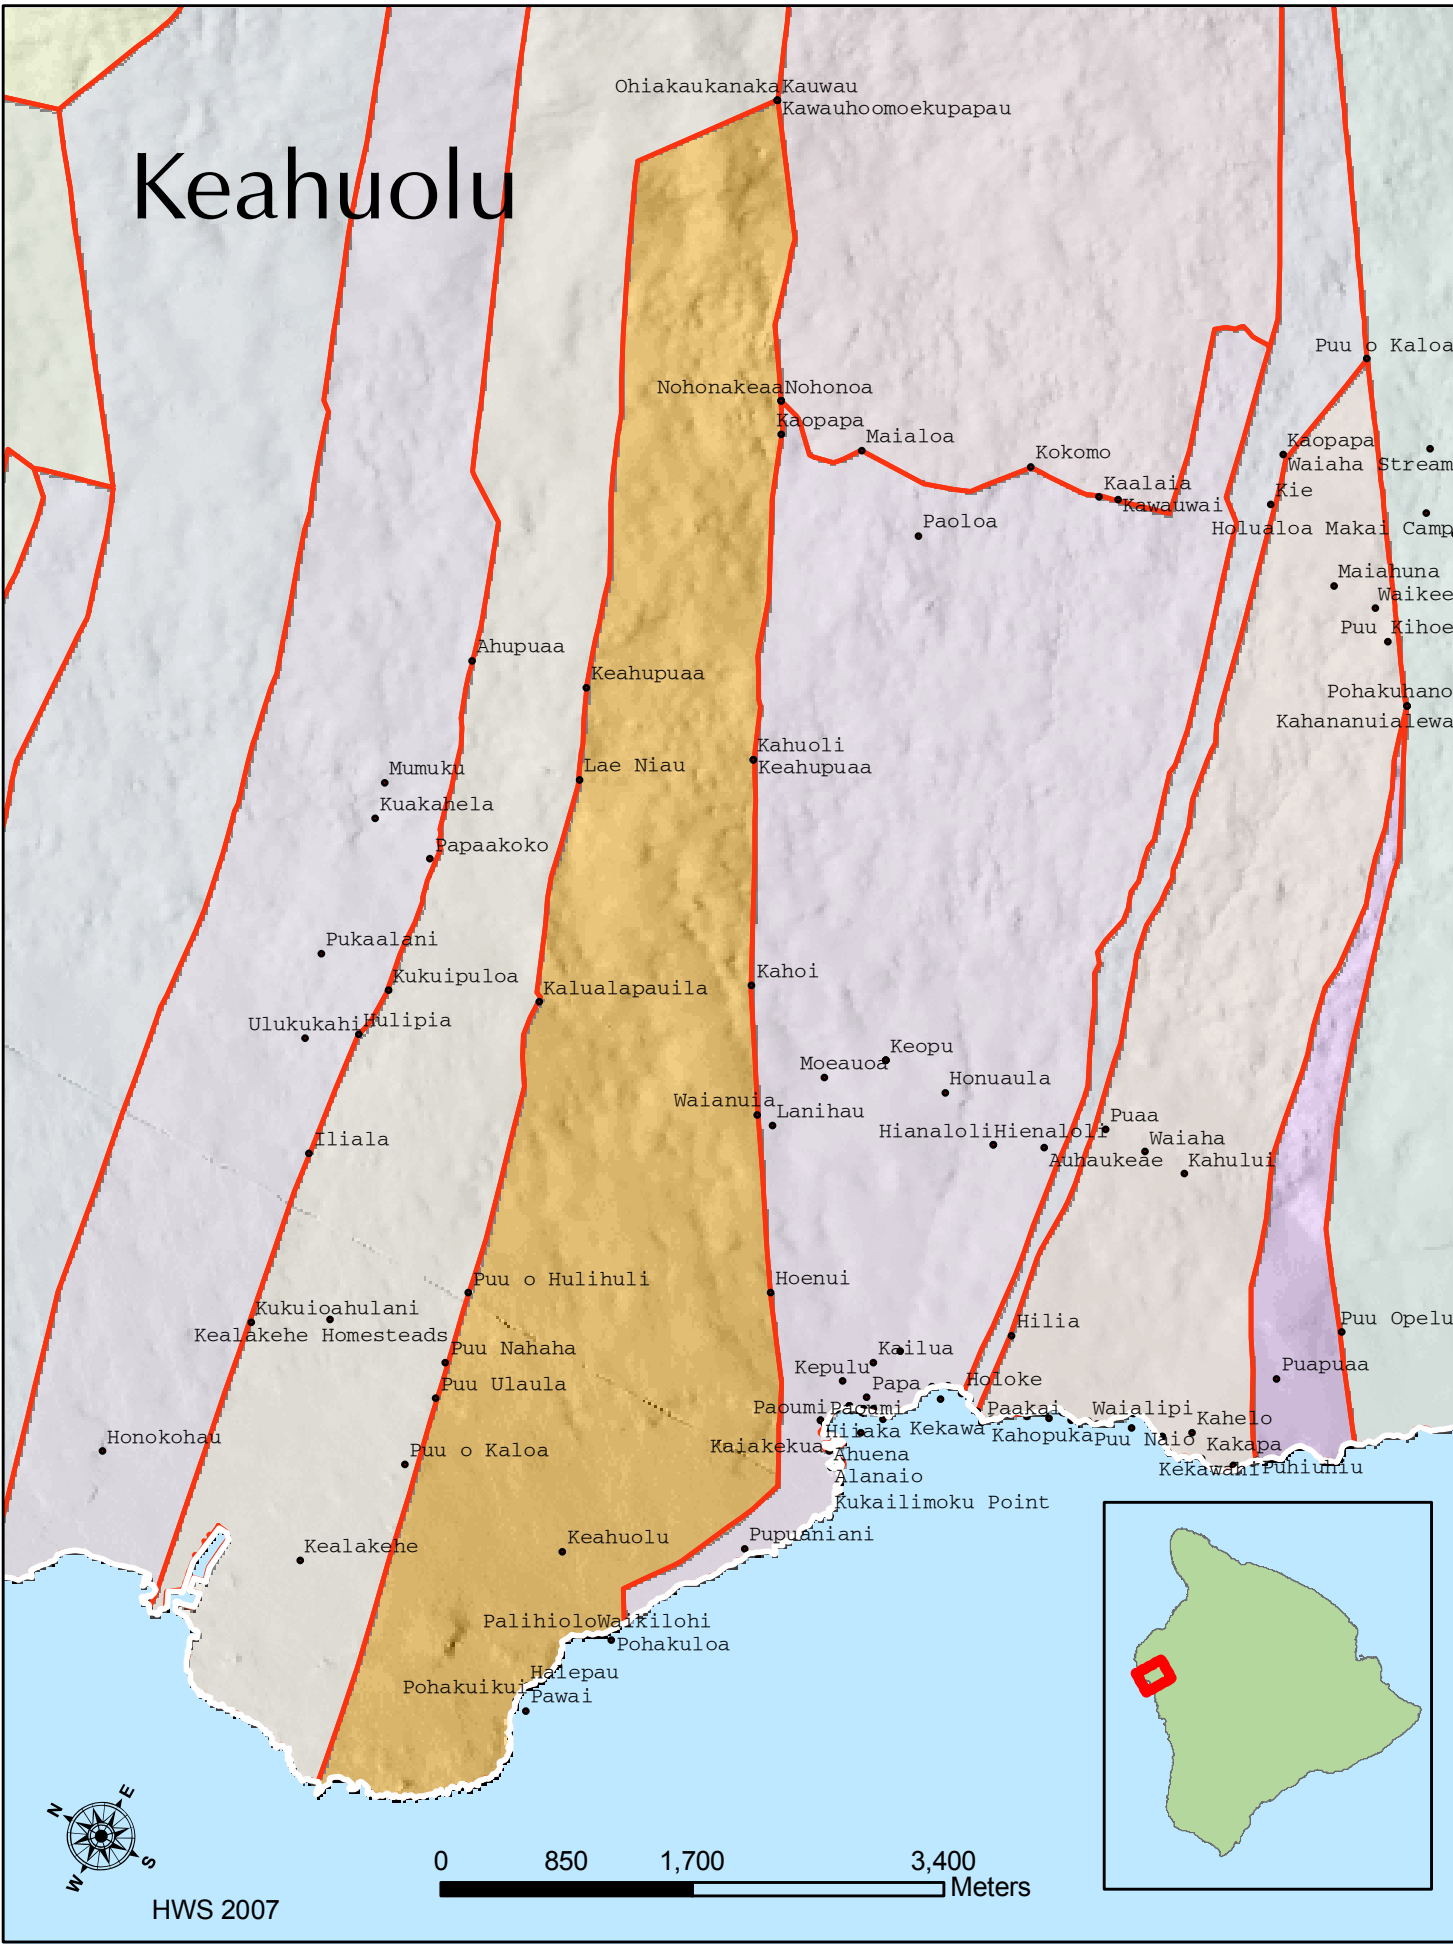 Ohiakaukanaka Kauwau
Kawauhoomoekupapau
Keahuolu
Puu o Kaloa
Nohonakeaa Nohonoa
Kaopapa
Maialoa
Kokomo
Kaopapa
Waiaha Stream
Kaalaia
Kie
Kawauwai
Paoloa
Holualoa Makai Camp
Maiahuna
Waikee
Puu Kihoe
Ahupuaa
Keahupuaa
Pohakuhano
Kahananuialewa
Kahuoli
Keahupuaa
Mumuku
Lae Niau
Kuakahela
Papaakoko
Pukaalani
Kukuipuloa
Kahoi
Kalualapauila
Ulukukahi Hulipia
Keopu
Moeauoa
Honuaula
Waianuia
Lanihau
Puaa
Iliala
Hianaloli Hienaloli
Waiaha
Auhaukeae
Kahului
Puu o Hulihuli
Hoenui
Kukuioahulani
Kealakehe Homesteads
Hilia
Puu Opelu
Puu Nahaha
Kailua
Kepulu
Puapuaa
Puu Ulaula
Papa
Holoke
Paoumi Paoumi
Paakai
Waialipi
Kahelo
Honokohau
Hiiaka
Kekawa
Kahopuka
Puu Naio
Kakapa
Puu o Kaloa
Kaiakekua
Ahuena
Kekawahi
Puhiuhiu
Alanaio
Kukailimoku Point
Kealakehe
Keahuolu
Pupuaniani
Palihiolo Waikilohi
Pohakuloa
Halepau
Pohakuikui
Pawai
N
E
S
W
0 850 1,700 3,400
Meters
HWS 2007